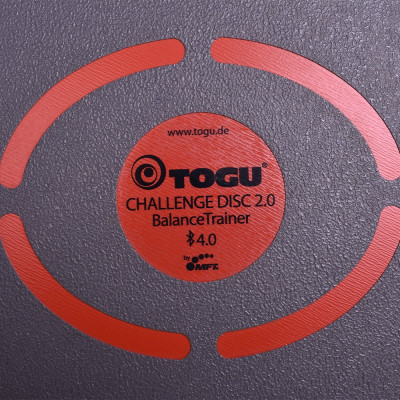 www.togu.de
TOGU®
CHALLENGE DISC 2.0
BalanceTrainer
4.0
by MFT